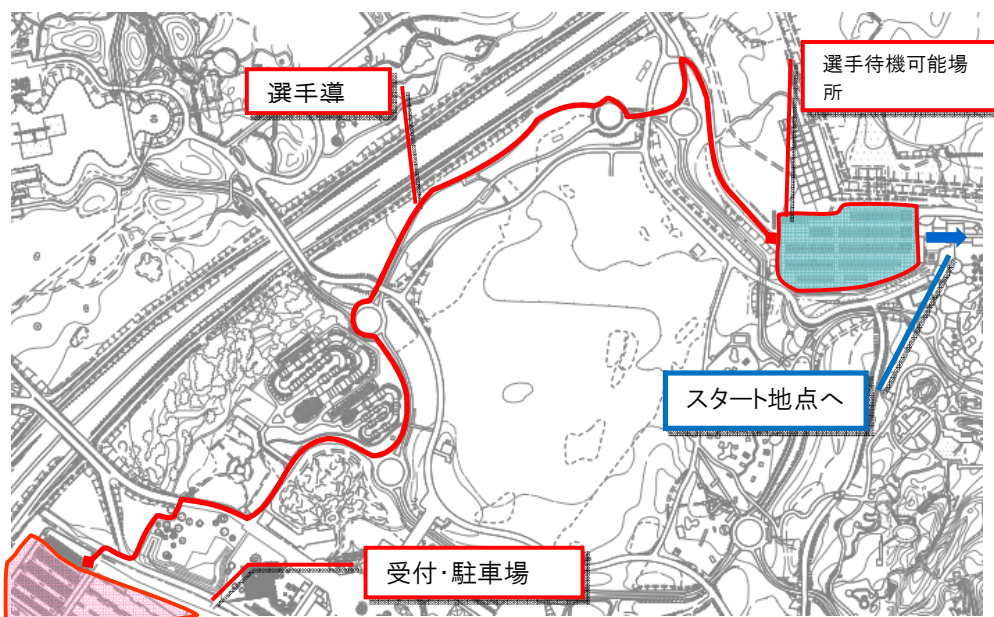 選手導
選手待機可能場
所
スタート地点へ
受付・駐車場